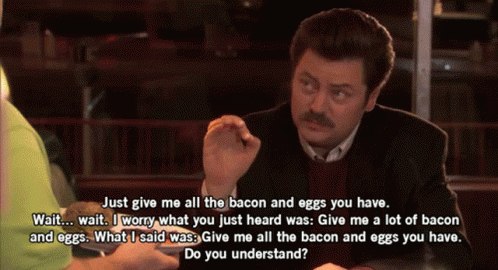 Just give me all the bacon and eggs you have.
Wait... wait. I worry what you just heard was: Give me a lot of bacon
and eggs. What I said was: Give me all the bacon and eggs you have.
Do you understand?